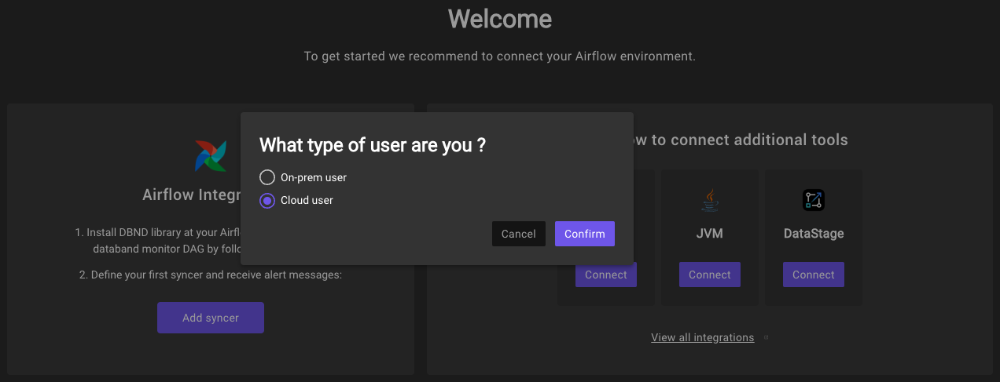 Welcome
To get started we recommend to connect your Airflow environment.
What type of user are you ?
On-prem user
Cloud user
Cancel
Confirm
Airflow
1. Install DBND library at your
databand monitor DAG by
2. Define your first syncer and receive alert messages:
Add syncer
to connect additional tools
JVM
DataStage
Connect
Connect
Connect
View all integrations